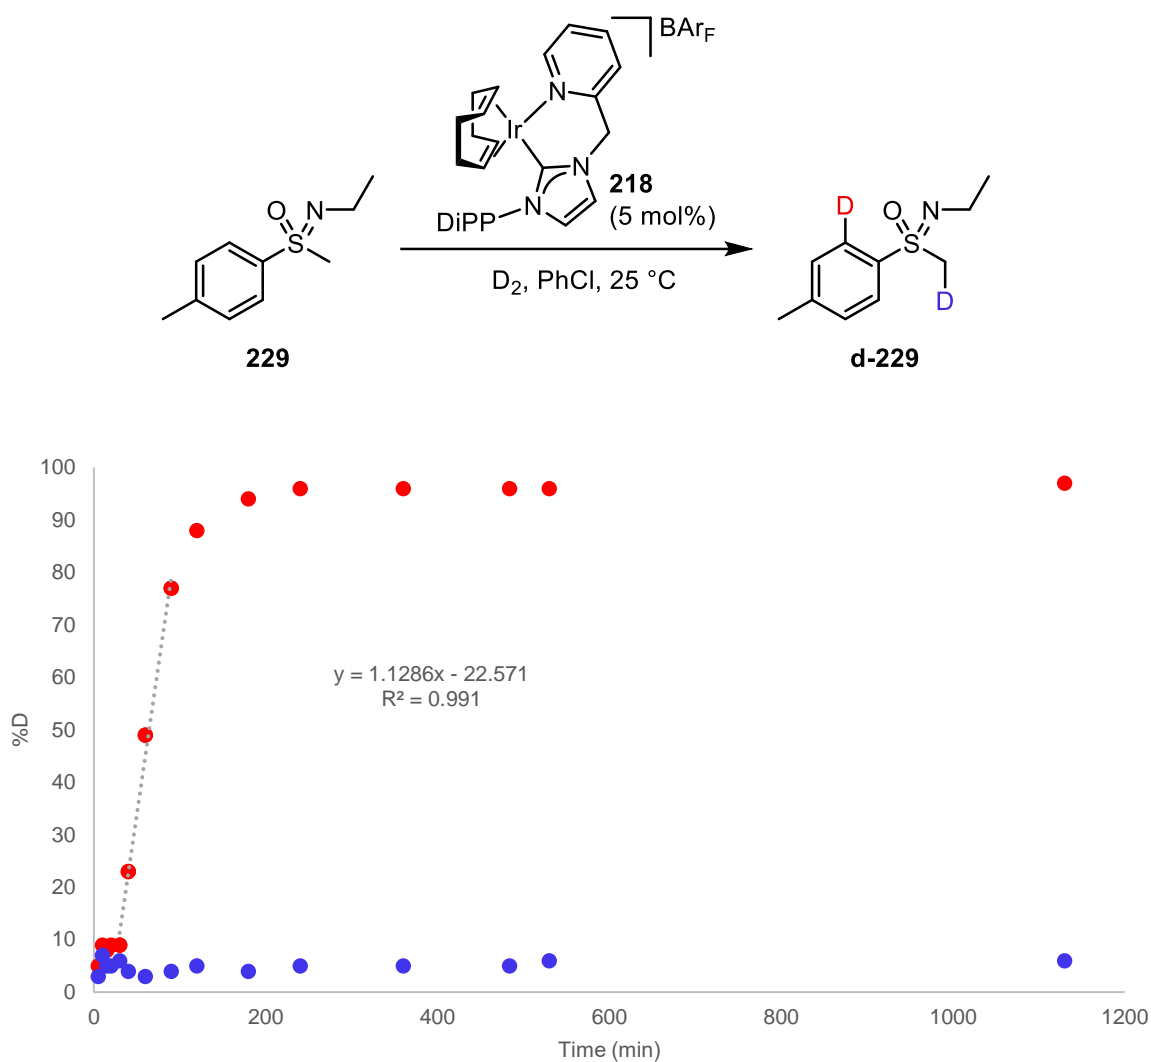 BArF
N
Ir
N
N
DiPP
218
(5 mol%)
O
N
S
D2, PhCl, 25 °C
229
D
O
N
S
D
d-229
100
90
80
70
60
50
40
30
20
10
0
%D
y = 1.1286x - 22.571
R² = 0.991
0
200
400
600
800
1000
1200
Time (min)